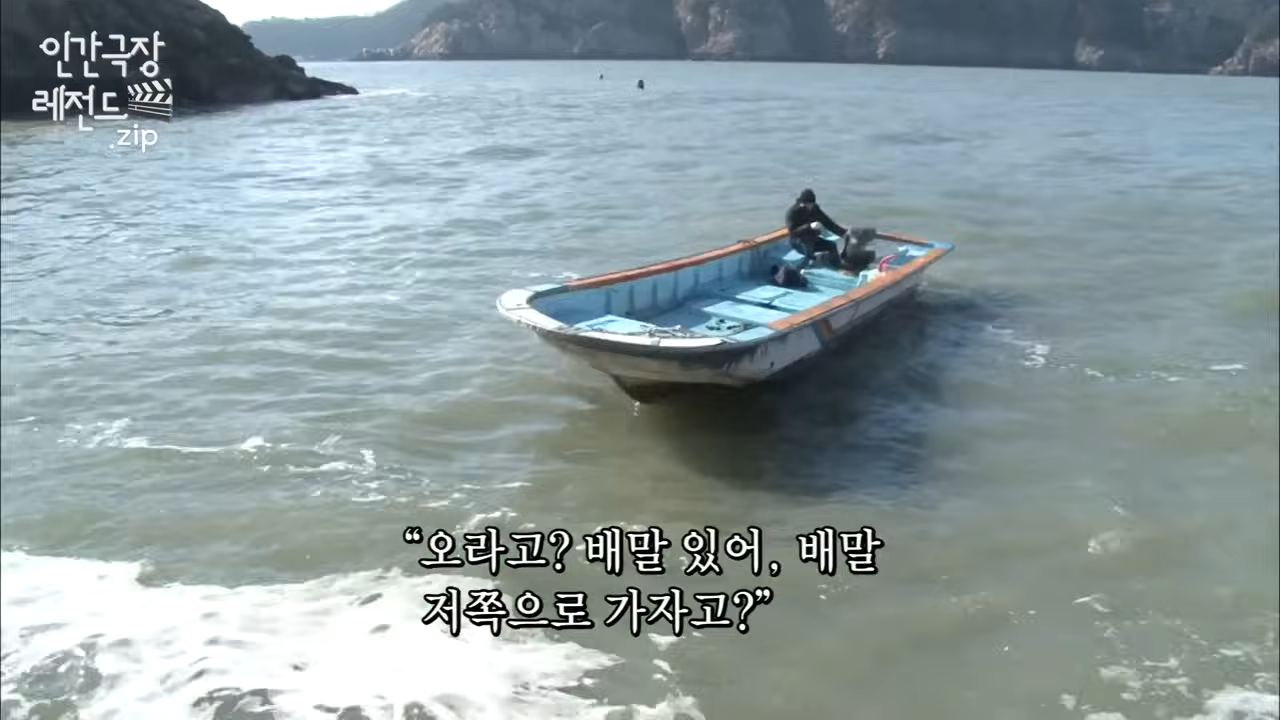 인간극장
레전드
.zip
“오라고? 배말 있어, 배말
저쪽으로 가자고?”